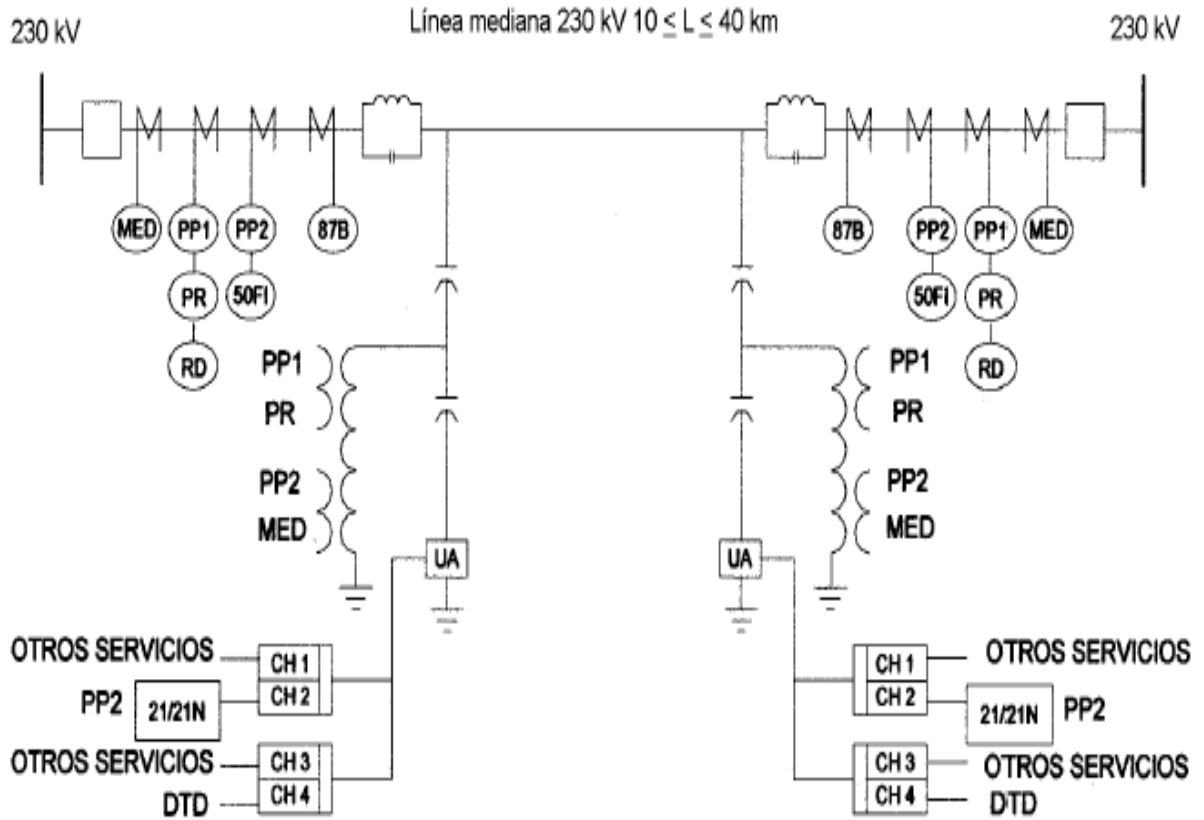 230 kV
Línea mediana 230 kV 10 ≤ L ≤ 40 km
230 kV
MED
PP1
PP2
87B
87B
PP2
PP1
MED
PR
50FI
50FI
PR
RD
RD
PP1
PR
PP2
MED
PP1
PR
PP2
MED
UA
UA
OTROS SERVICIOS
CH 1
PP2
21/21N
CH 2
OTROS SERVICIOS
CH 3
DTD
CH 4
CH 1
OTROS SERVICIOS
CH 2
21/21N
PP2
CH 3
OTROS SERVICIOS
CH 4
DTD